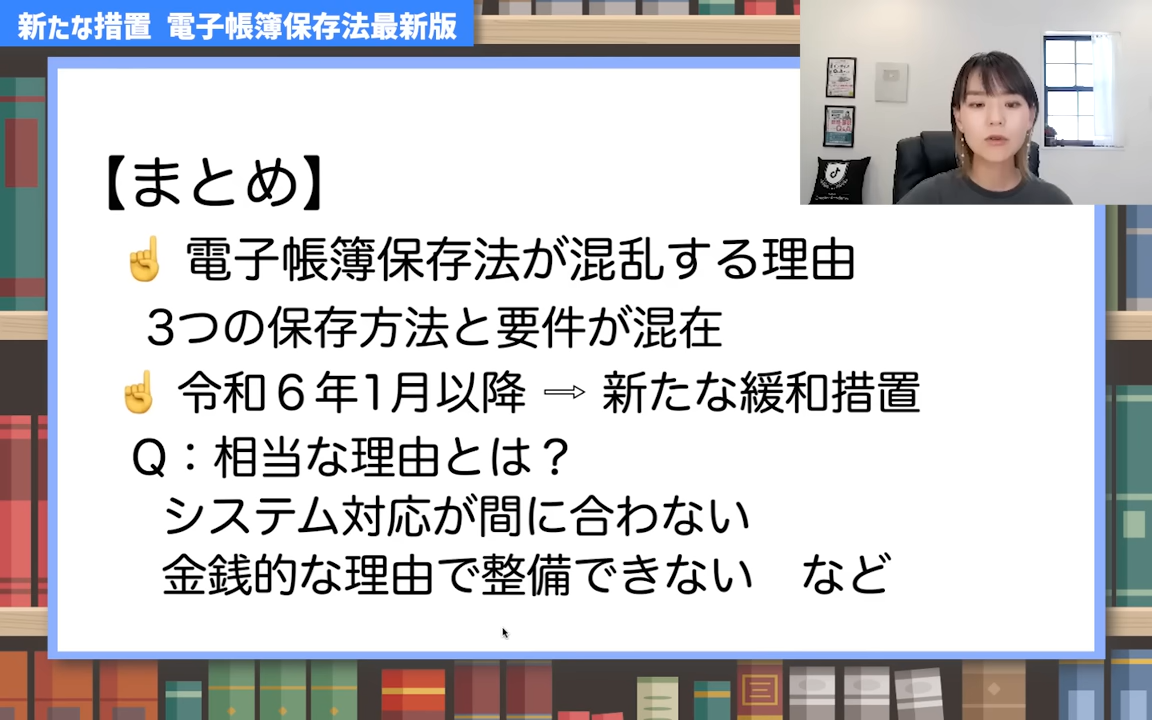 新たな措置 電子帳簿保存法最新版
【まとめ】
☝ 電子帳簿保存法が混乱する理由
3つの保存方法と要件が混在
☝ 令和６年1月以降 ⇨ 新たな緩和措置
Q：相当な理由とは？
システム対応が間に合わない
金銭的な理由で整備できない　など